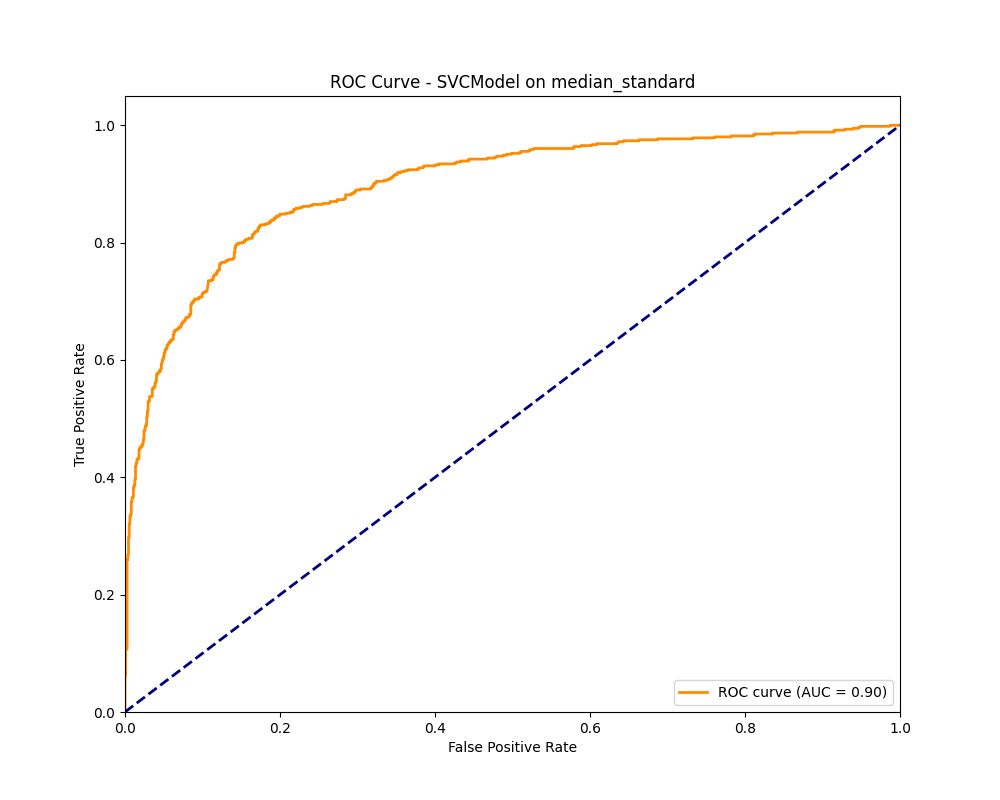 ROC Curve - SVCModel on median_standard
True Positive Rate
1.0
0.8
0.6
0.4
0.2
0.0
ROC curve (AUC = 0.90)
0.0 0.2 0.4 0.6 0.8 1.0
False Positive Rate